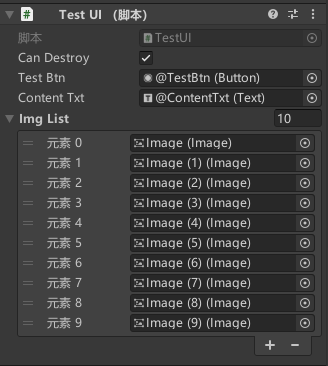 Test UI （脚本）
脚本 TestUI
Can Destroy
Test Btn @TestBtn (Button)
Content Txt @ContentTxt (Text)
Img List 10
元素 0 Image (Image)
元素 1 Image (1) (Image)
元素 2 Image (2) (Image)
元素 3 Image (3) (Image)
元素 4 Image (4) (Image)
元素 5 Image (5) (Image)
元素 6 Image (6) (Image)
元素 7 Image (7) (Image)
元素 8 Image (8) (Image)
元素 9 Image (9) (Image)